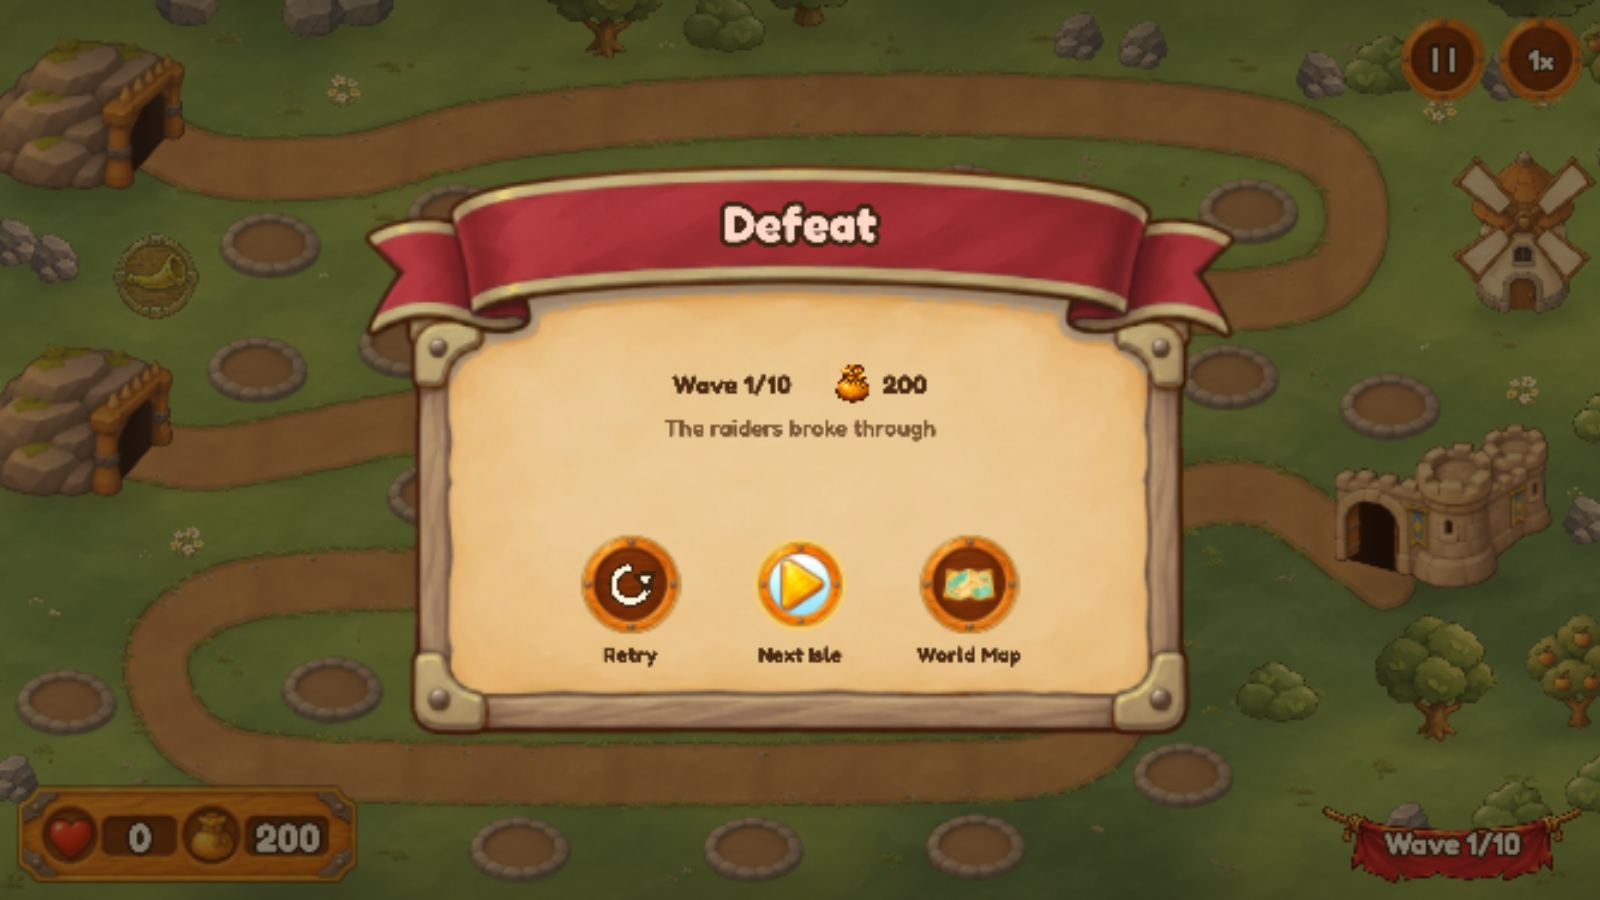 1x
Defeat
Wave 1/10
200
The raiders broke through
Retry
Next Isle
World Map
0
200
Wave 1/10